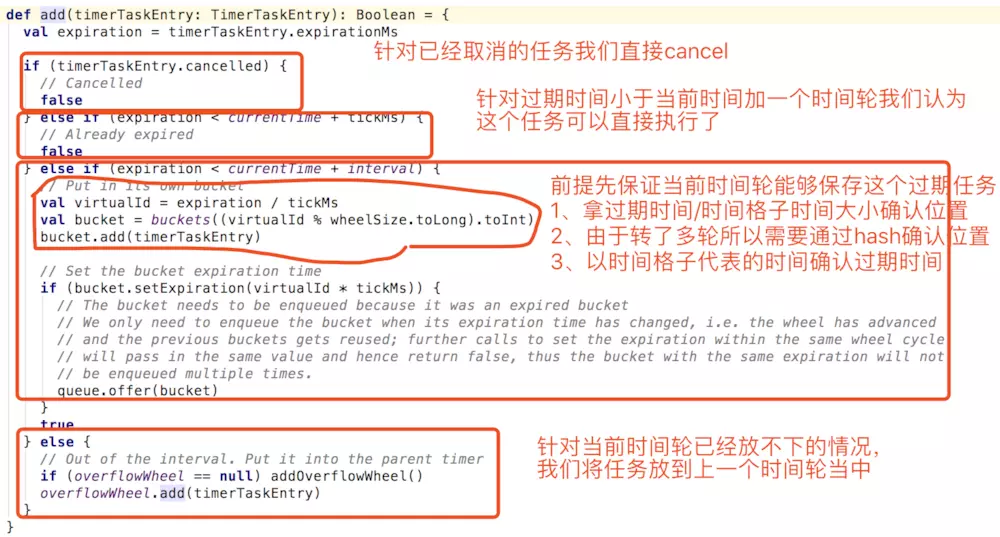 def add(timerTaskEntry: TimerTaskEntry): Boolean = {
val expiration = timerTaskEntry.expirationMs
针对已经取消的任务我们直接cancel
if (timerTaskEntry.cancelled) {
// Cancelled
false
针对过期时间小于当前时间加一个时间轮我们认为
这个任务可以直接执行了
} else if (expiration < currentTime + tickMs) {
// Already expired
false
} else if (expiration < currentTime + interval) {
// Put in its own bucket
val virtualId = expiration / tickMs
val bucket = buckets((virtualId % wheelSize.toLong).toInt)
bucket.add(timerTaskEntry)
前提先保证当前时间轮能够保存这个过期任务
1、拿过期时间/时间格子时间大小确认位置
2、由于转了多轮所以需要通过hash确认位置
3、以时间格子代表的时间确认过期时间
// Set the bucket expiration time
if (bucket.setExpiration(virtualId * tickMs)) {
// The bucket needs to be enqueued because it was an expired bucket
// We only need to enqueue the bucket when its expiration time has changed, i.e. the wheel has advanced
// and the previous buckets gets reused; further calls to set the expiration within the same wheel cycle
// will pass in the same value and hence return false, thus the bucket with the same expiration will not
// be enqueued multiple times.
queue.offer(bucket)
}
true
} else {
// Out of the interval. Put it into the parent timer
if (overflowWheel == null) addOverflowWheel()
overflowWheel.add(timerTaskEntry)
}
}
针对当前时间轮已经放不下的情况,
我们将任务放到上一个时间轮当中